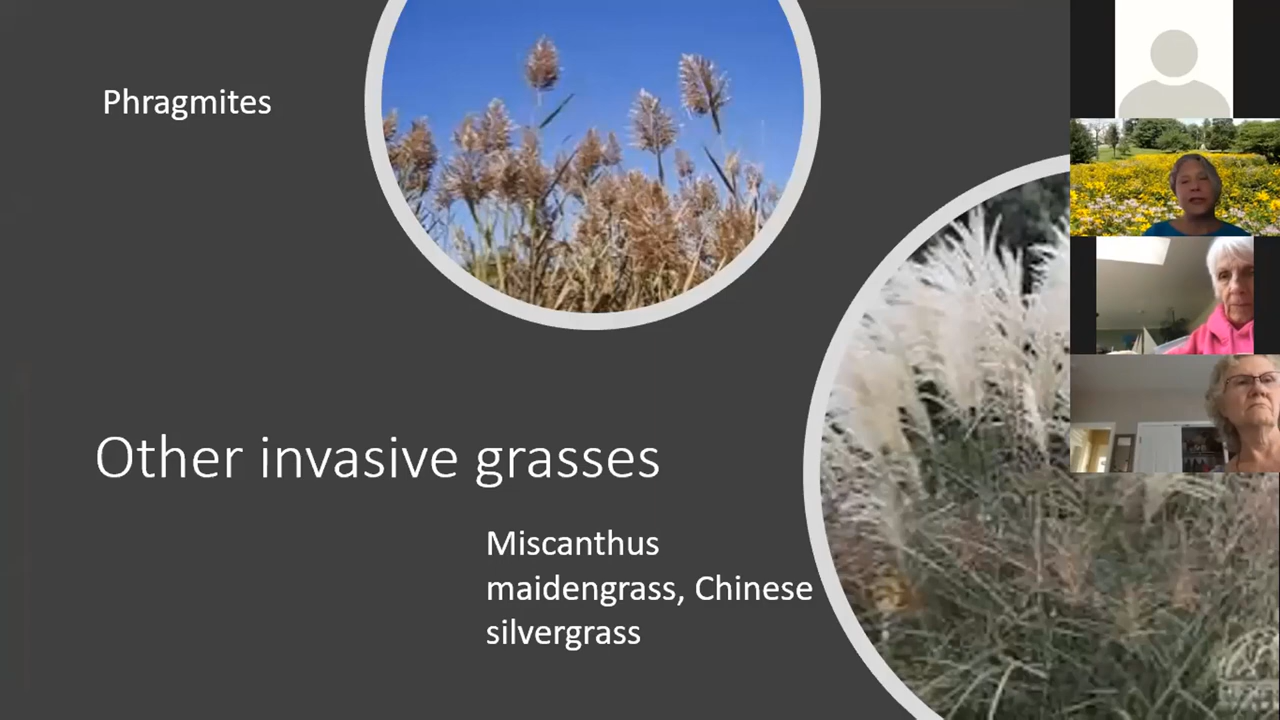 Phragmites
Other invasive grasses
Miscanthus
maidengrass, Chinese
silvergrass